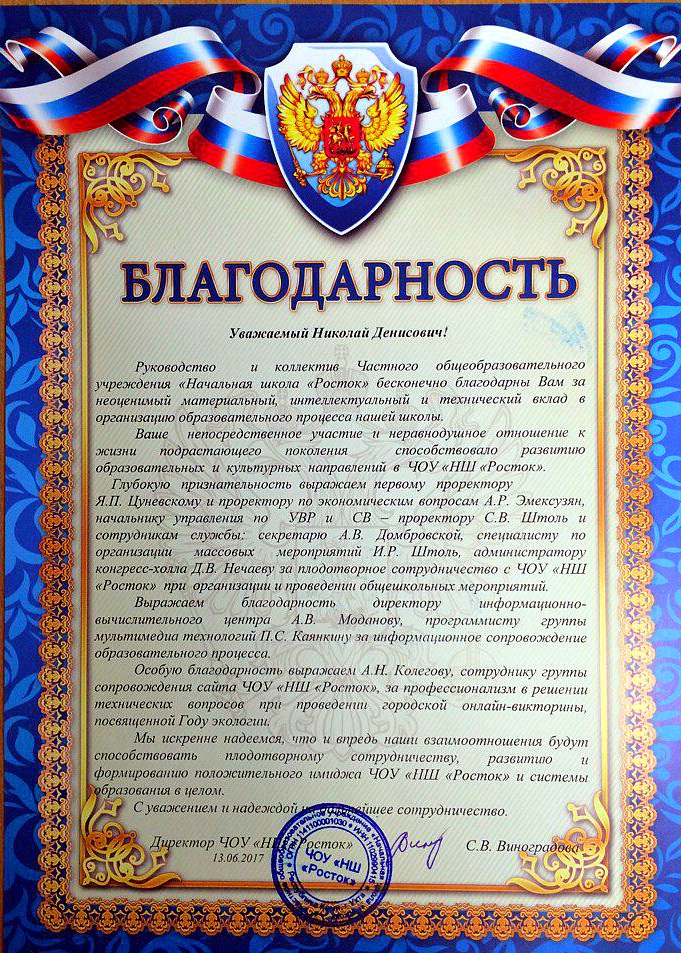 БЛАГОДАРНОСТЬ
Уважаемый Николай Денисович!
Руководство и коллектив Частного общеобразовательного
учреждения «Начальная школа «Росток» бесконечно благодарны Вам за
неоценимый материальный, интеллектуальный и технический вклад в
организацию образовательного процесса нашей школы.
Ваше непосредственное участие и неравнодушное отношение к
жизни подрастающего поколения способствовало развитию
образовательных и культурных направлений в ЧОУ «НШ «Росток».
Глубокую признательность выражаем первому проректору
Я.П. Цуневскому и проректору по экономическим вопросам А.Р. Эмексузян,
начальнику управления по УВР и СВ – проректору С.В. Штоль и
сотрудникам службы: секретарю А.В. Домбровской, специалисту по
организации массовых мероприятий И.Р. Штоль, администратору
конгресс-холла Д.В. Нечаеву за плодотворное сотрудничество с ЧОУ «НШ
«Росток» при организации и проведении общешкольных мероприятий.
Выражаем благодарность директору информационно-
вычислительного центра А.В. Моданову, программисту группы
мультимедиа технологий П.С. Каянкину за информационное сопровождение
образовательного процесса.
Особую благодарность выражаем А.Н. Колегову, сотруднику группы
сопровождения сайта ЧОУ «НШ «Росток», за профессионализм в решении
технических вопросов при проведении городской онлайн-викторины,
посвященной Году экологии.
Мы искренне надеемся, что и впредь наши взаимоотношения будут
способствовать плодотворному сотрудничеству, развитию и
формированию положительного имиджа ЧОУ «НШ «Росток» и системы
образования в целом.
С уважением и надеждой на дальнейшее сотрудничество.
Директор ЧОУ «НШ «Росток» С.В. Виноградова
13.06.2017
ЧОУ «НШ
«Росток»